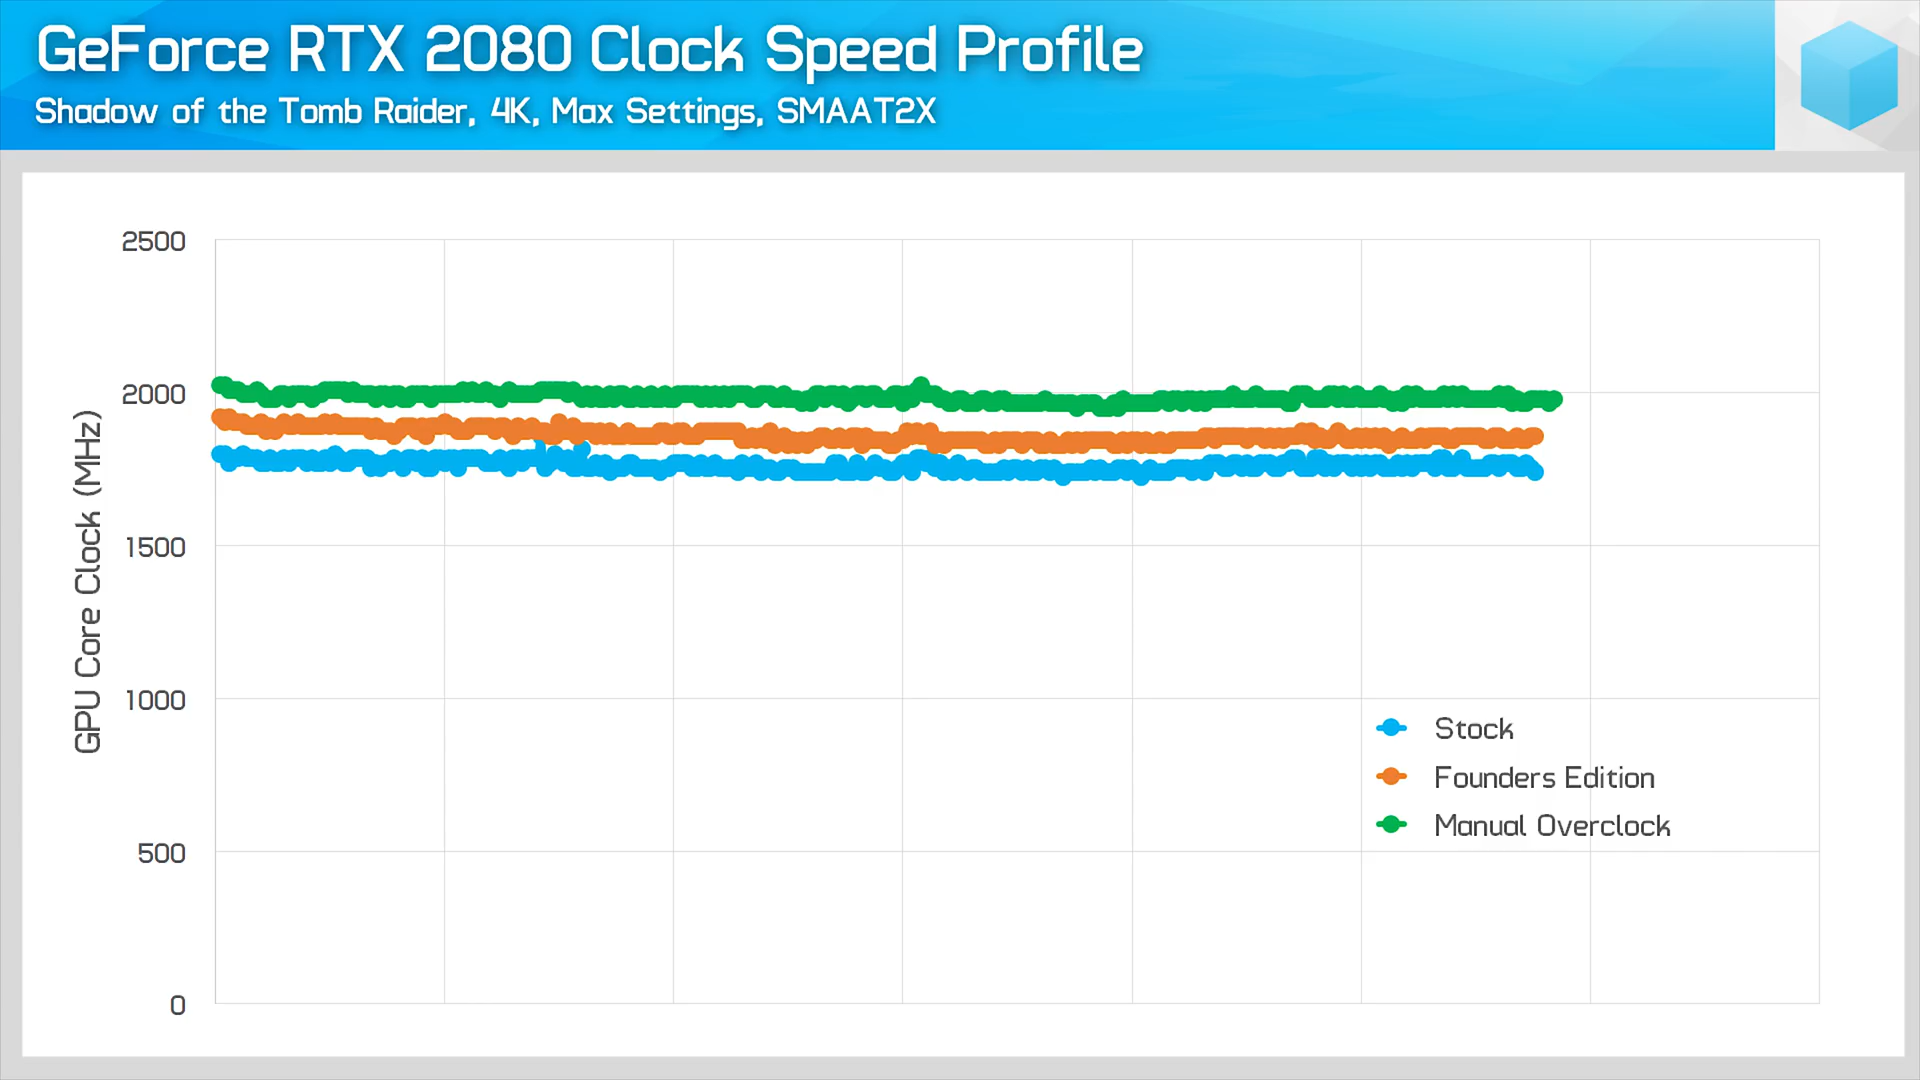 GeForce RTX 2080 Clock Speed Profile
Shadow of the Tomb Raider, 4K, Max Settings, SMAAT2X
GPU Core Clock (MHz)
2500
2000
1500
1000
500
0
Stock
Founders Edition
Manual Overclock